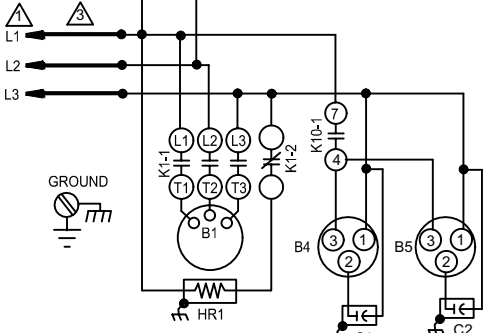 1 3
L1
L2
L3
7
K10-1
L1 L2 L3
K1-1
K1-2
4
T1 T2 T3
GROUND
B1
B4 3 1
2
B5 3 1
2
HR1
C2